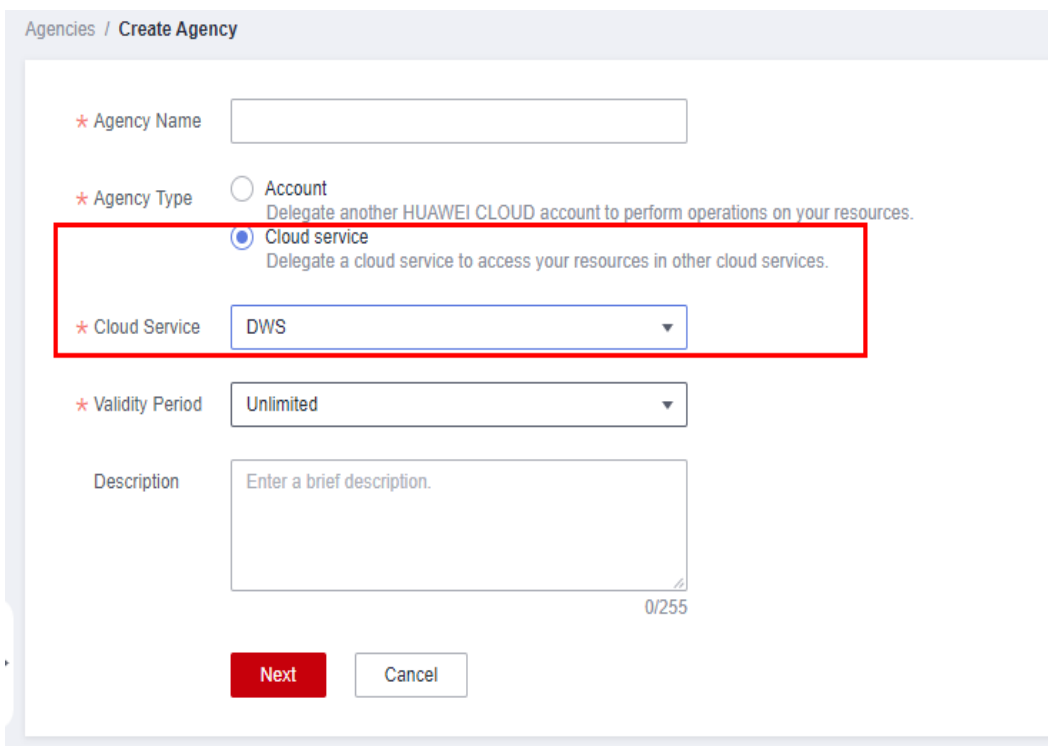 Agencies / Create Agency
* Agency Name
* Agency Type
Account
Delegate another HUAWEI CLOUD account to perform operations on your resources.
Cloud service
Delegate a cloud service to access your resources in other cloud services.
* Cloud Service DWS
* Validity Period Unlimited
Description Enter a brief description.
0/255
Next Cancel